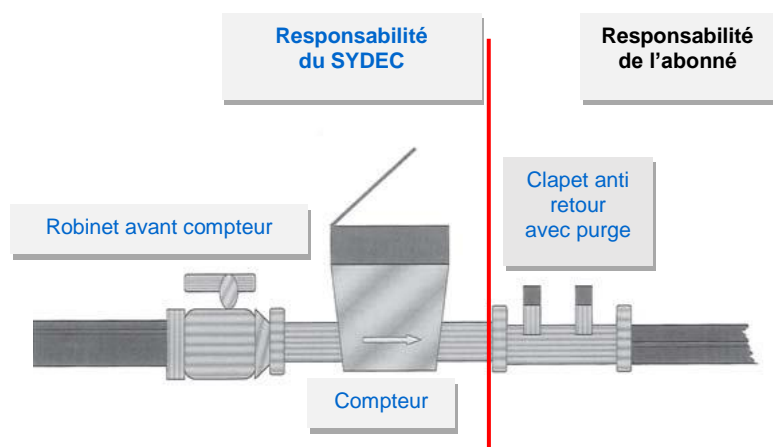 Responsabilité
du SYDEC
Responsabilité
de l’abonné
Clapet anti
retour
avec purge
Robinet avant compteur
Compteur